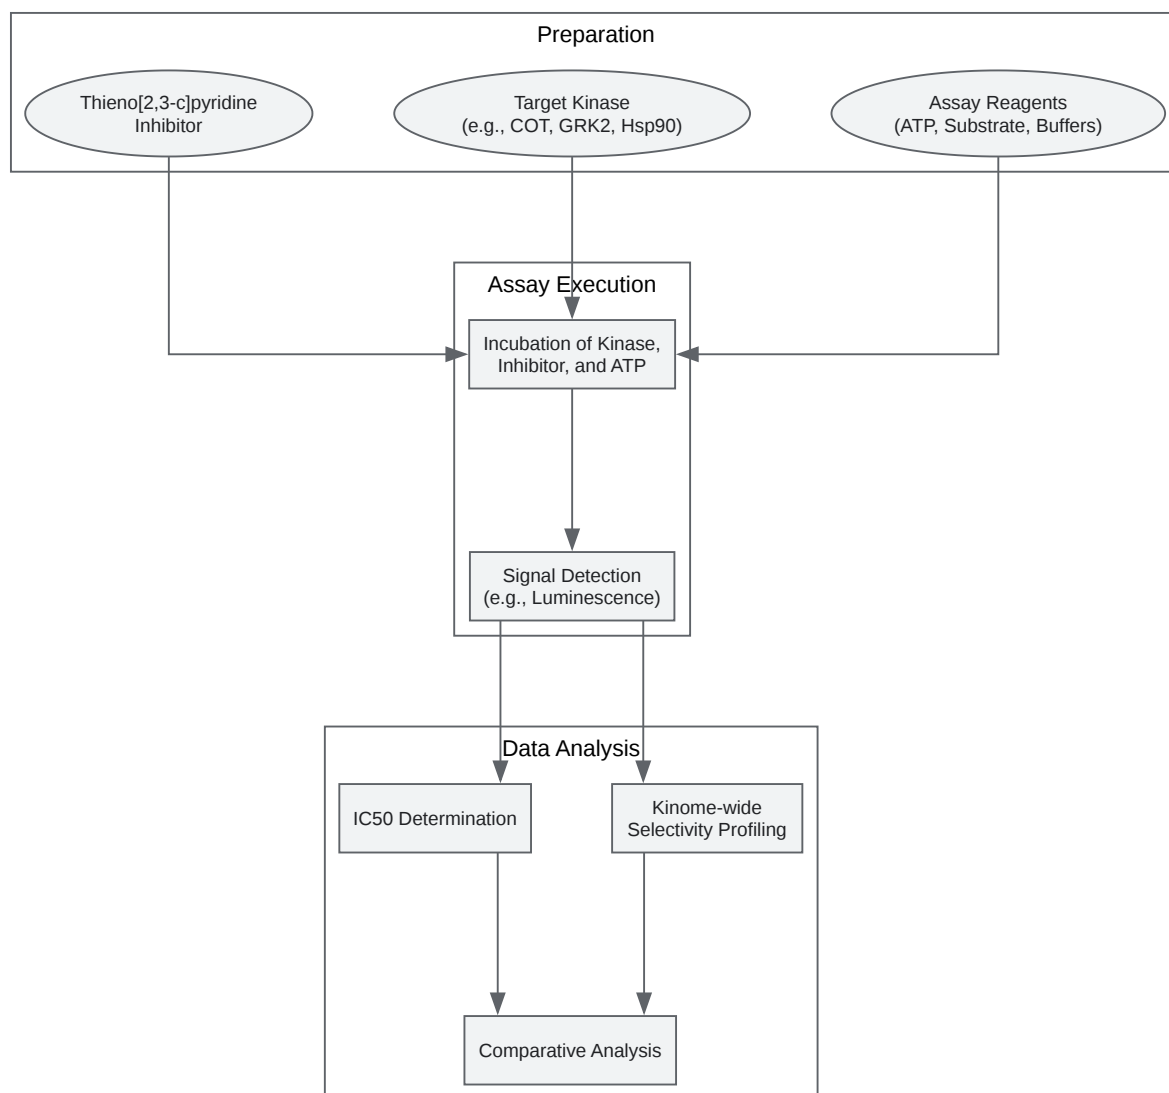 Preparation
Thieno[2,3-c]pyridine
Inhibitor
Target Kinase
(e.g., COT, GRK2, Hsp90)
Assay Reagents
(ATP, Substrate, Buffers)
Assay Execution
Incubation of Kinase,
Inhibitor, and ATP
Signal Detection
(e.g., Luminescence)
Data Analysis
IC50 Determination
Kinome-wide
Selectivity Profiling
Comparative Analysis